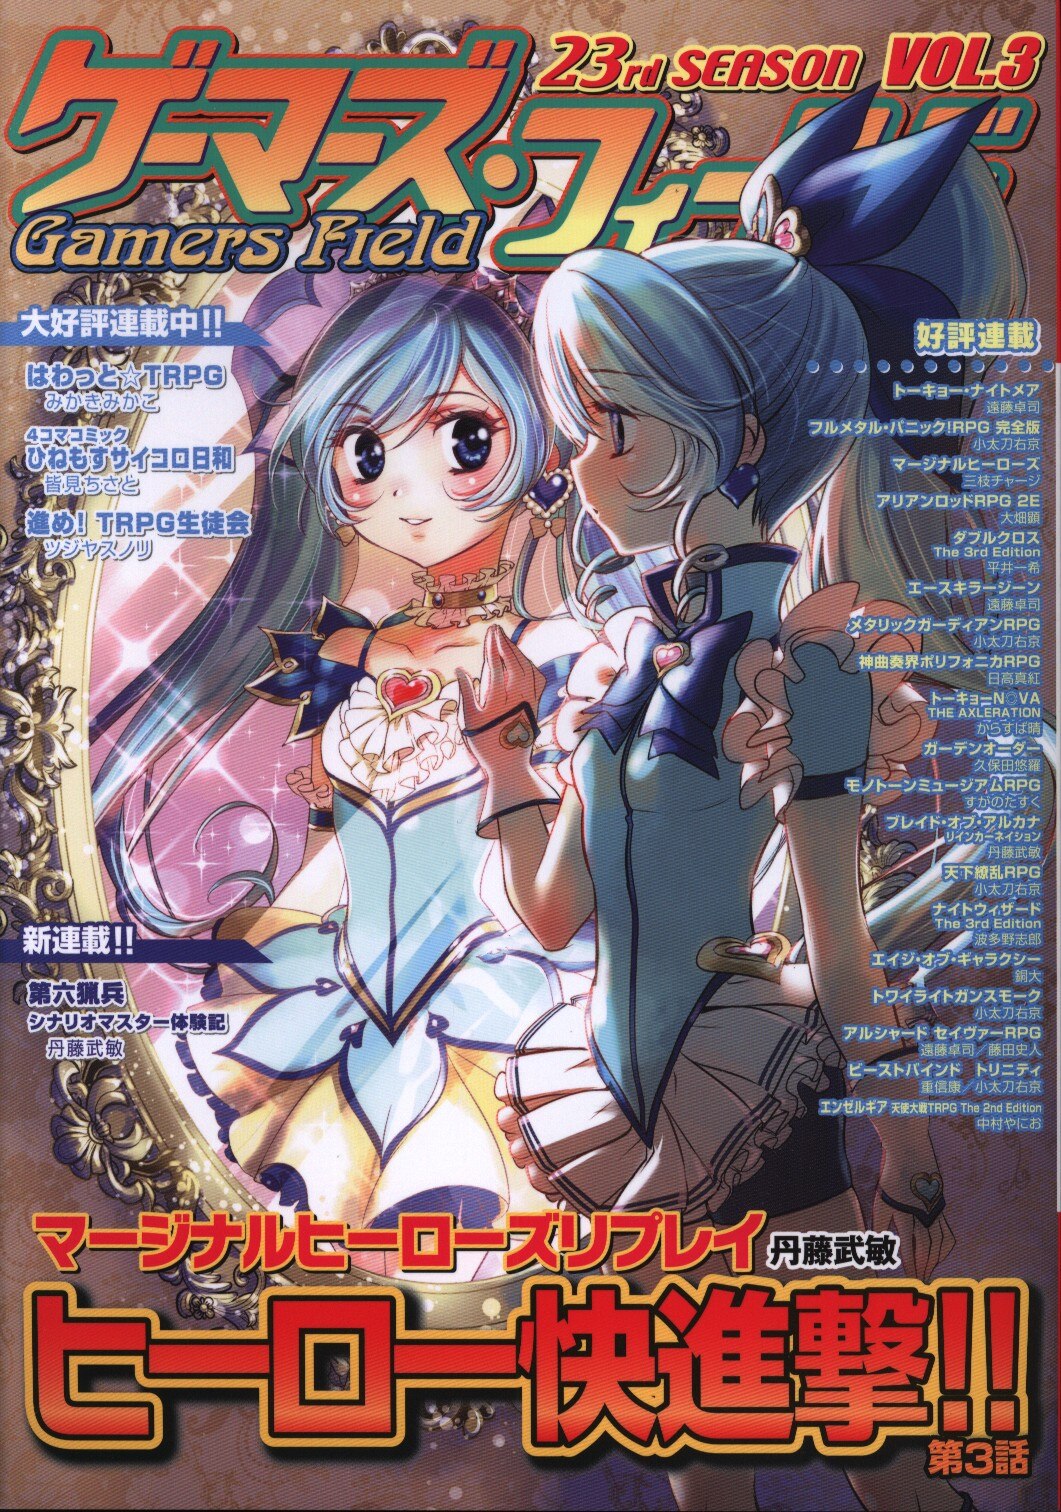 23rd SEASON VOL.3
ゲーマーズ・フィールド
Gamers Field
大好評連載中!!
はわっと☆TRPG
みかきみかこ
4コマコミック
ひねもすサイコロ日和
皆見ちさと
進め！TRPG生徒会
ツジヤスノリ
新連載!!
第六猟兵
シナリオマスター体験記
丹藤武敏
好評連載
トーキョー・ナイトメア
遠藤卓司
フルメタル・パニック!RPG 完全版
小太刀右京
マージナルヒーローズ
三枝チャージ
アリアンロッドRPG 2E
大畑顕
ダブルクロス
The 3rd Edition
平井一希
エースキラージーン
遠藤卓司
メタリックガーディアンRPG
小太刀右京
神曲奏界ポリフォニカRPG
日高真紅
トーキョーN◎VA
THE AXLERATION
からすば晴
ガーデンオーダー
久保田悠羅
モノトーンミュージアムRPG
すがのたすく
ブレイド・オブ・アルカナ
リインカーネイション
丹藤武敏
天下繚乱RPG
小太刀右京
ナイトウィザード
The 3rd Edition
波多野志郎
エイジ・オブ・ギャラクシー
銅大
トワイライトガンスモーク
小太刀右京
アルシャード セイヴァーRPG
遠藤卓司／藤田史人
ビーストバインド トリニティ
重信康／小太刀右京
エンゼルギア 天使大戦TRPG The 2nd Edition
中村やにお
マージナルヒーローズリプレイ 丹藤武敏
ヒーロー快進撃!!
第3話